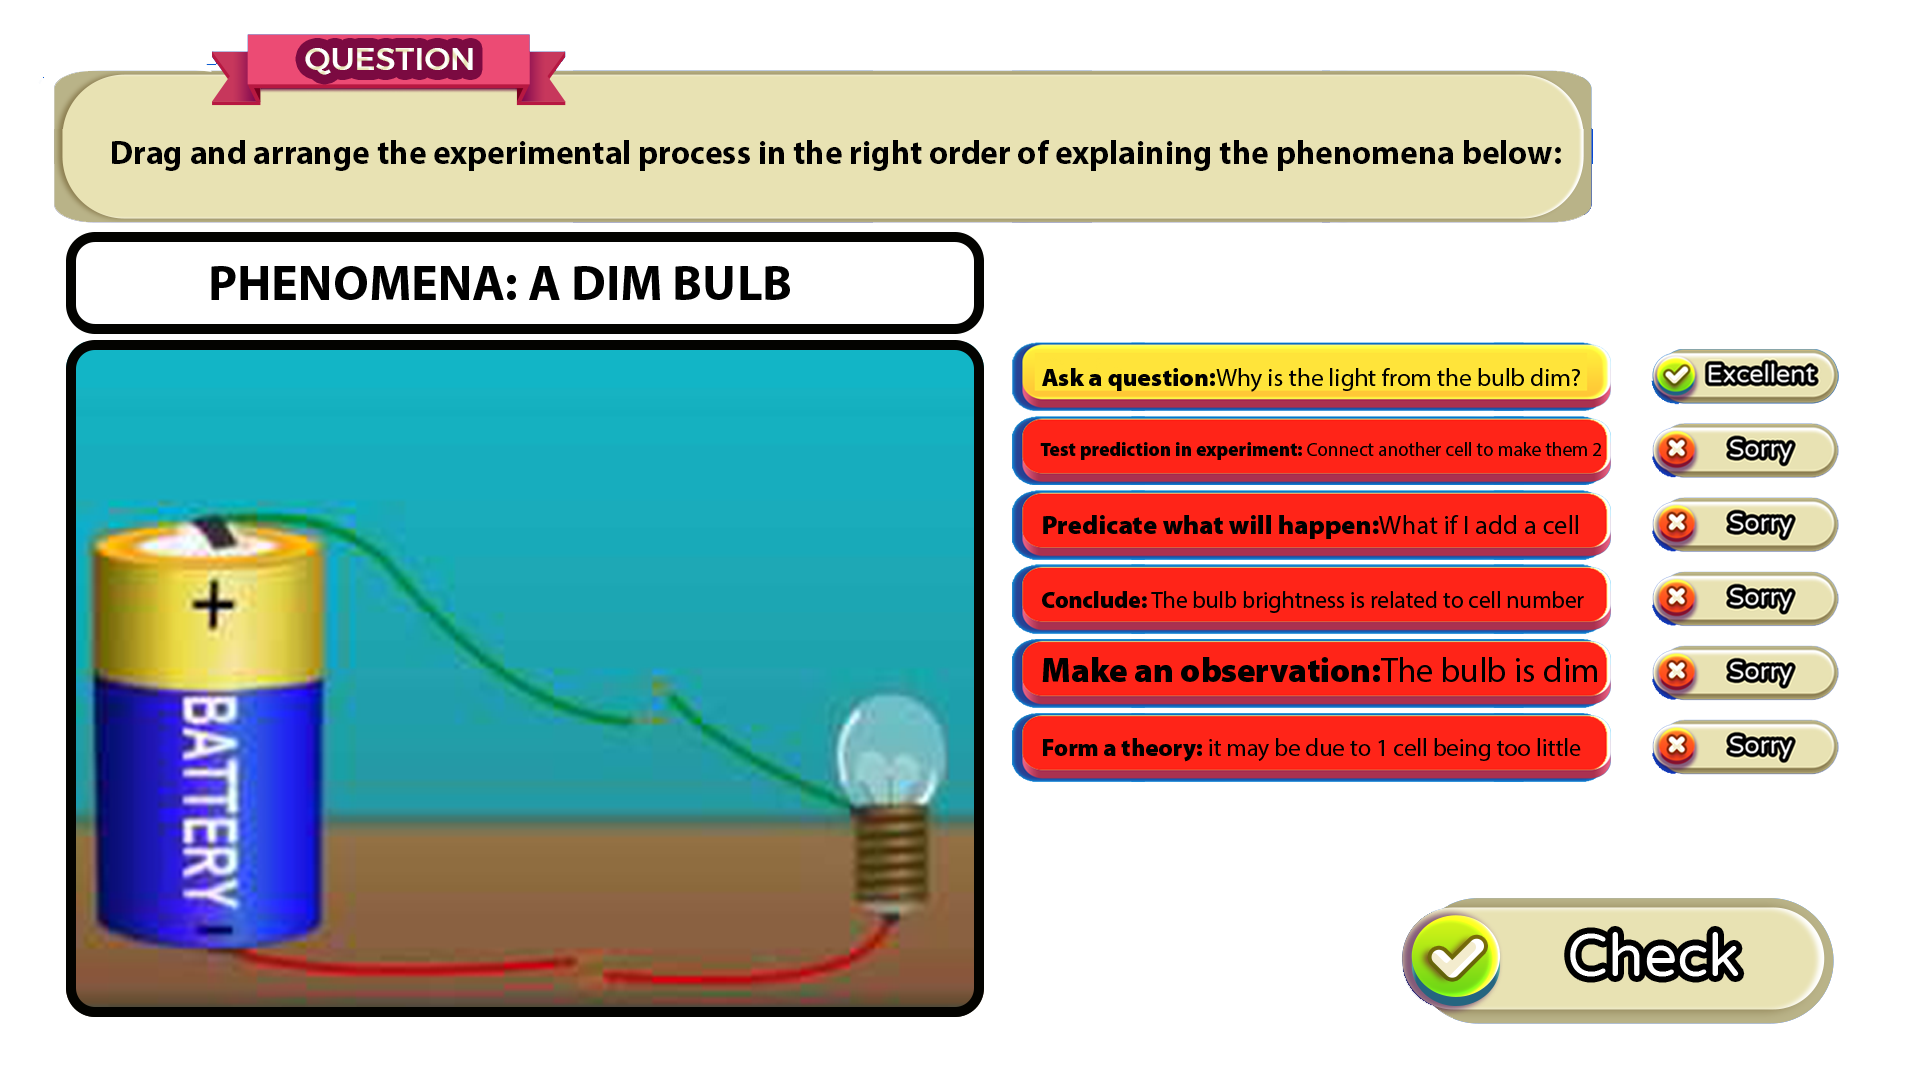 QUESTION
Drag and arrange the experimental process in the right order of explaining the phenomena below:
PHENOMENA: A DIM BULB
Ask a question:Why is the light from the bulb dim?
Excellent
Test prediction in experiment: Connect another cell to make them 2
Sorry
Predicate what will happen:What if I add a cell
Sorry
Conclude: The bulb brightness is related to cell number
Sorry
Make an observation:The bulb is dim
Sorry
Form a theory: it may be due to 1 cell being too little
Sorry
+
BATTERY
-
Check